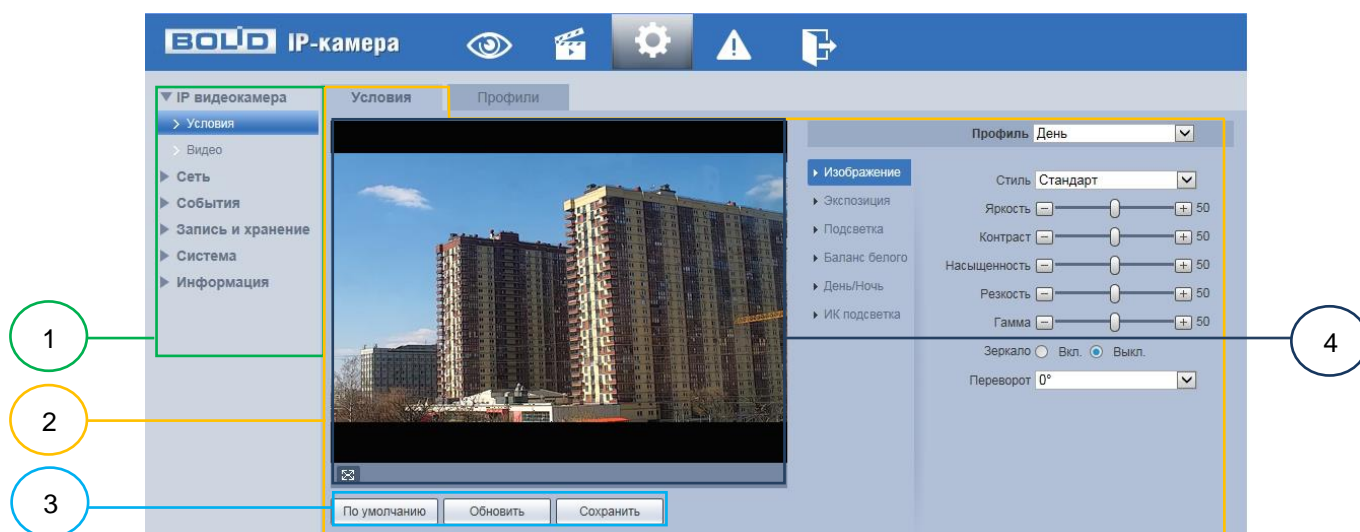 BOLID IP-камера
IP видеокамера
Условия
Видео
Сеть
События
Запись и хранение
Система
Информация
Условия
Профили
Профиль День
Изображение
Экспозиция
Подсветка
Баланс белого
День/Ночь
ИК подсветка
Стиль Стандарт
Яркость 50
Контраст 50
Насыщенность 50
Резкость 50
Гамма 50
Зеркало Вкл. Выкл.
Переворот 0°
По умолчанию
Обновить
Сохранить
1
2
3
4